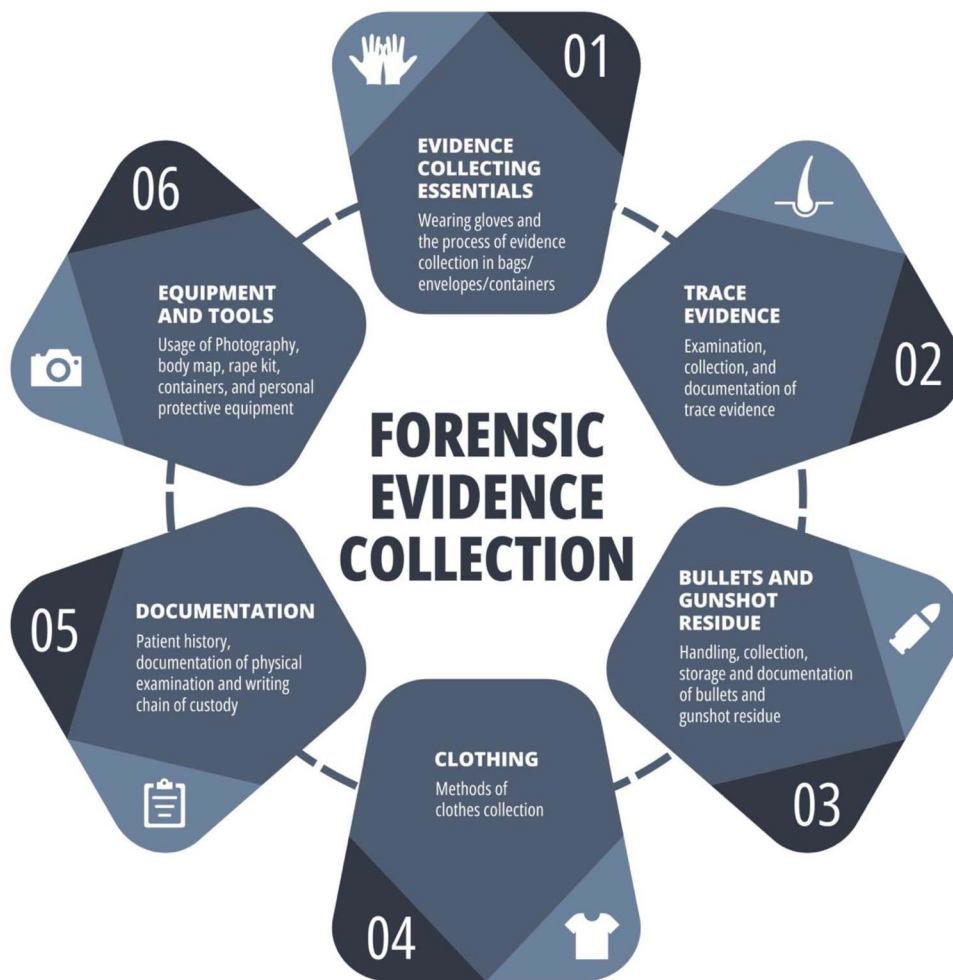 FORENSIC
EVIDENCE
COLLECTION
01
EVIDENCE
COLLECTING
ESSENTIALS
Wearing gloves and
the process of evidence
collection in bags/
envelopes/containers
02
TRACE
EVIDENCE
Examination,
collection, and
documentation of
trace evidence
03
BULLETS AND
GUNSHOT
RESIDUE
Handling, collection,
storage and documentation
of bullets and
gunshot residue
04
CLOTHING
Methods of
clothes collection
05
DOCUMENTATION
Patient history,
documentation of physical
examination and writing
chain of custody
06
EQUIPMENT
AND TOOLS
Usage of Photography,
body map, rape kit,
containers, and personal
protective equipment